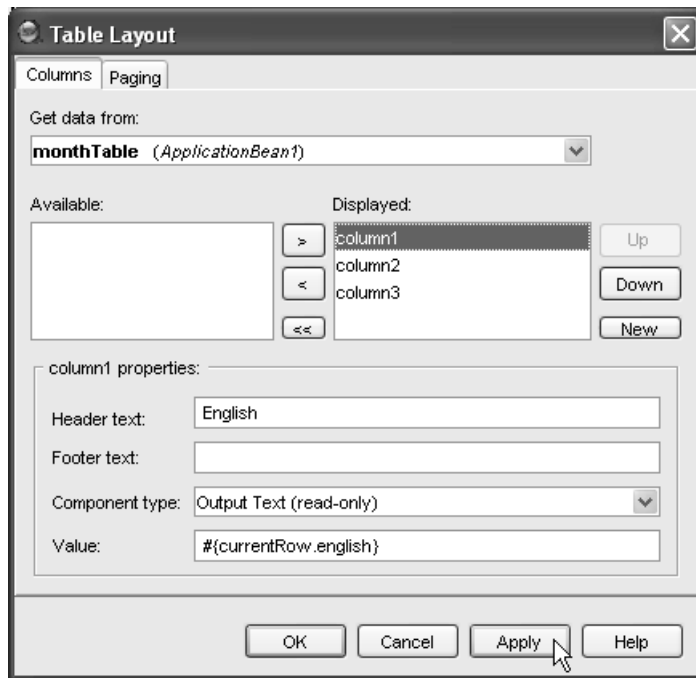 Table Layout
Columns Paging
Get data from:
monthTable (ApplicationBean1)
Available: Displayed:
> column1 Up
column2
< Down
column3
<< New
column1 properties:
Header text: English
Footer text:
Component type: Output Text (read-only)
Value: #{currentRow.english}
OK Cancel Apply Help